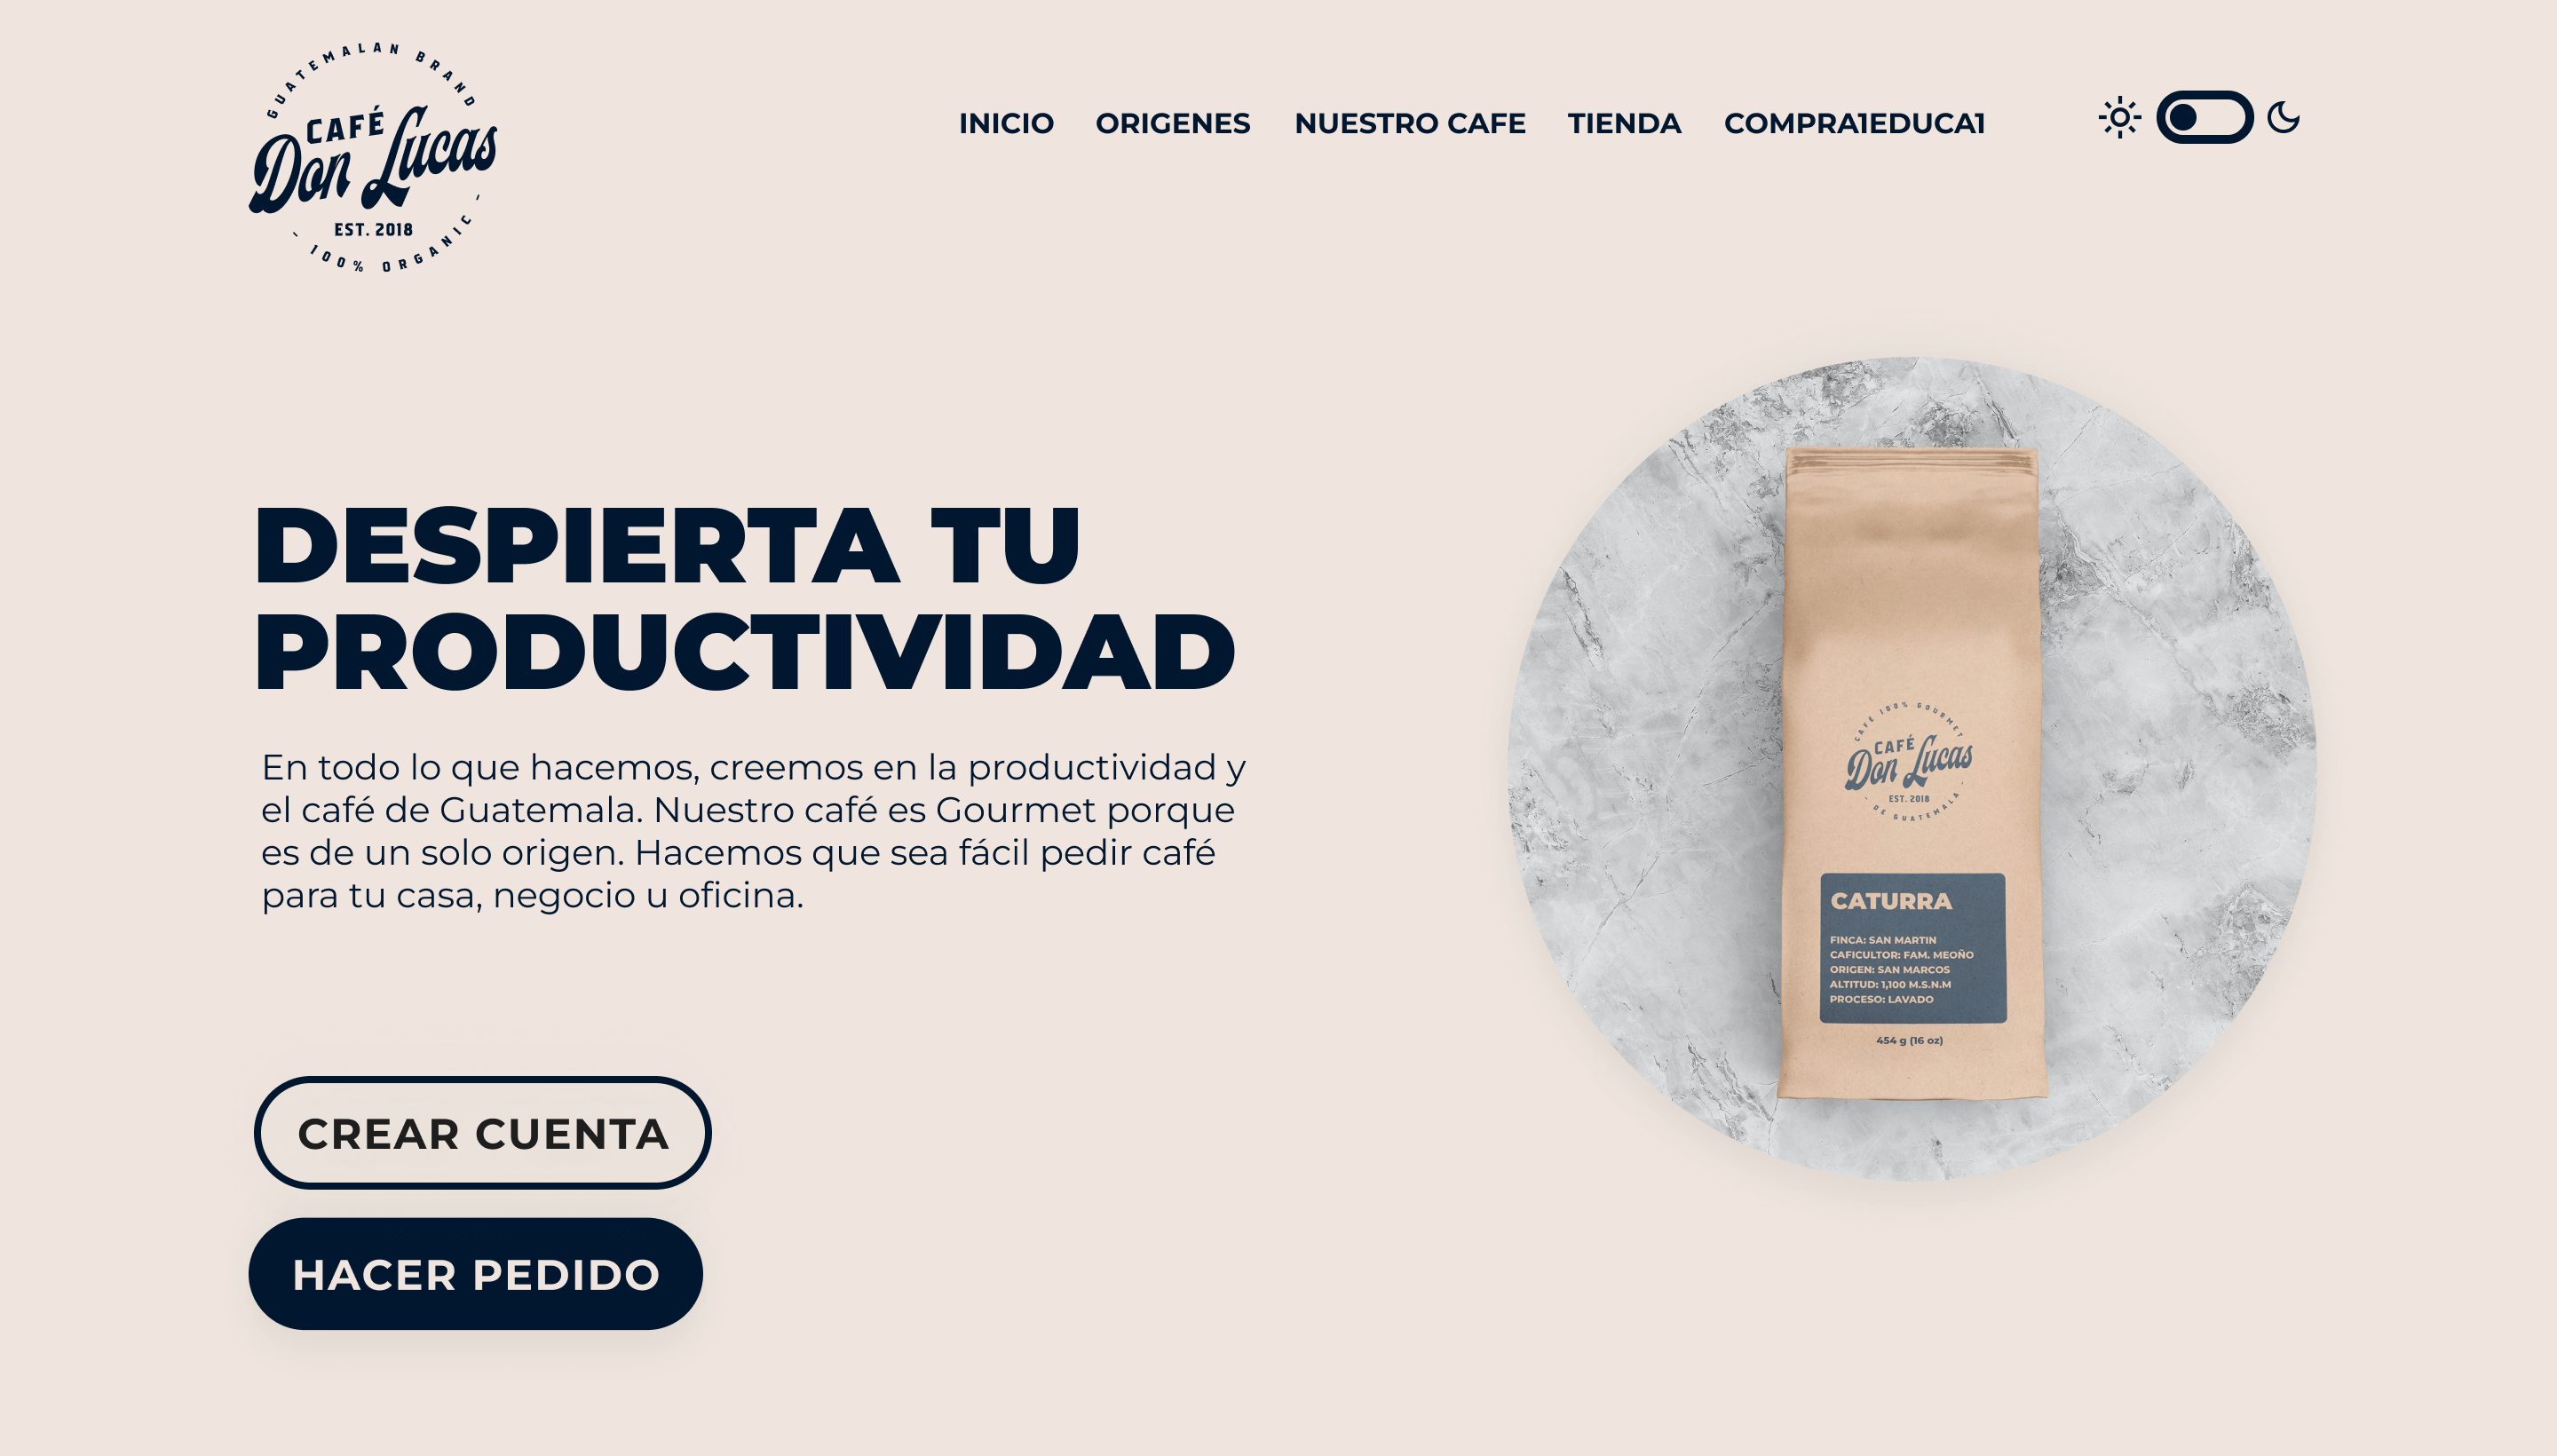 GUATEMALAN BRAND
CAFÉ
Don Lucas
EST. 2018
- 100% ORGANIC -
INICIO ORIGENES NUESTRO CAFE TIENDA COMPRA1EDUCA1
DESPIERTA TU
PRODUCTIVIDAD
En todo lo que hacemos, creemos en la productividad y
el café de Guatemala. Nuestro café es Gourmet porque
es de un solo origen. Hacemos que sea fácil pedir café
para tu casa, negocio u oficina.
CREAR CUENTA
HACER PEDIDO
CAFÉ 100% GOURMET
CAFÉ
Don Lucas
EST. 2018
- DE GUATEMALA -
CATURRA
FINCA: SAN MARTIN
CAFICULTOR: FAM. MEOÑO
ORIGEN: SAN MARCOS
ALTITUD: 1,100 M.S.N.M
PROCESO: LAVADO
454 g (16 oz)